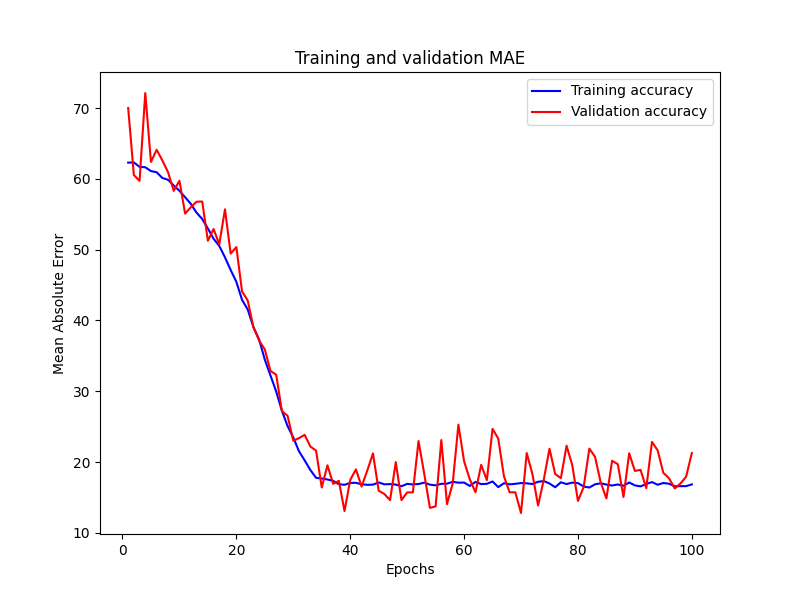 Training and validation MAE
Training accuracy
Validation accuracy
Mean Absolute Error
70
60
50
40
30
20
10
0 20 40 60 80 100
Epochs